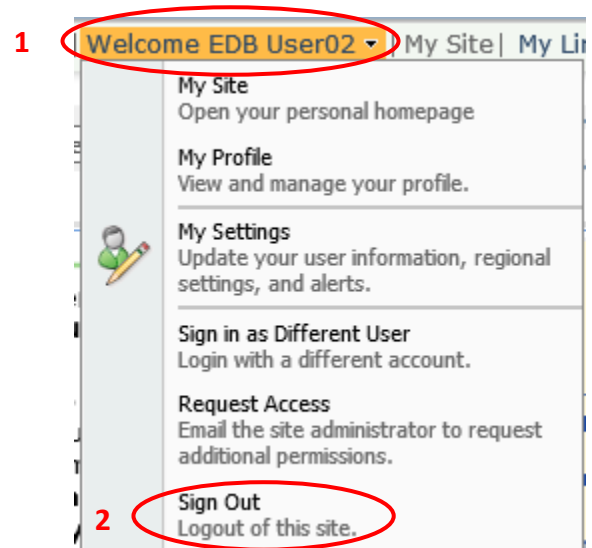 1 Welcome EDB User02 | My Site | My Li
My Site
Open your personal homepage
My Profile
View and manage your profile.
My Settings
Update your user information, regional
settings, and alerts.
Sign in as Different User
Login with a different account.
Request Access
Email the site administrator to request
additional permissions.
2 Sign Out
Logout of this site.